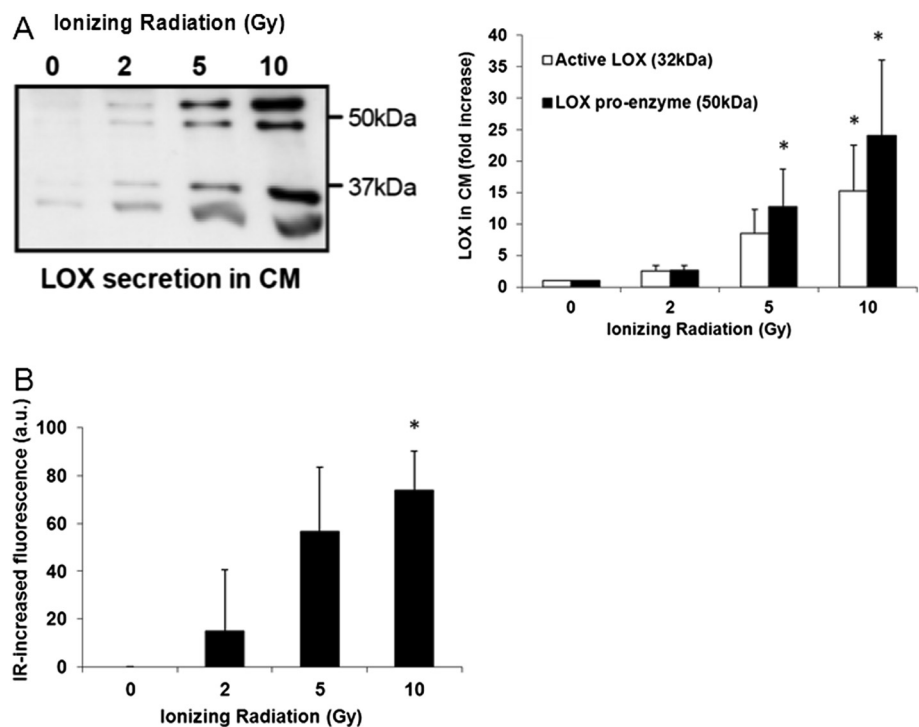 A
Ionizing Radiation (Gy)
0 2 5 10
50kDa
37kDa
LOX secretion in CM
LOX in CM (fold increase)
40
35
30
25
20
15
10
5
0
Active LOX (32kDa)
LOX pro-enzyme (50kDa)
*
*
*
0 2 5 10
Ionizing Radiation (Gy)
B
IR-increased fluorescence (a.u.)
100
80
60
40
20
0
*
0 2 5 10
Ionizing Radiation (Gy)